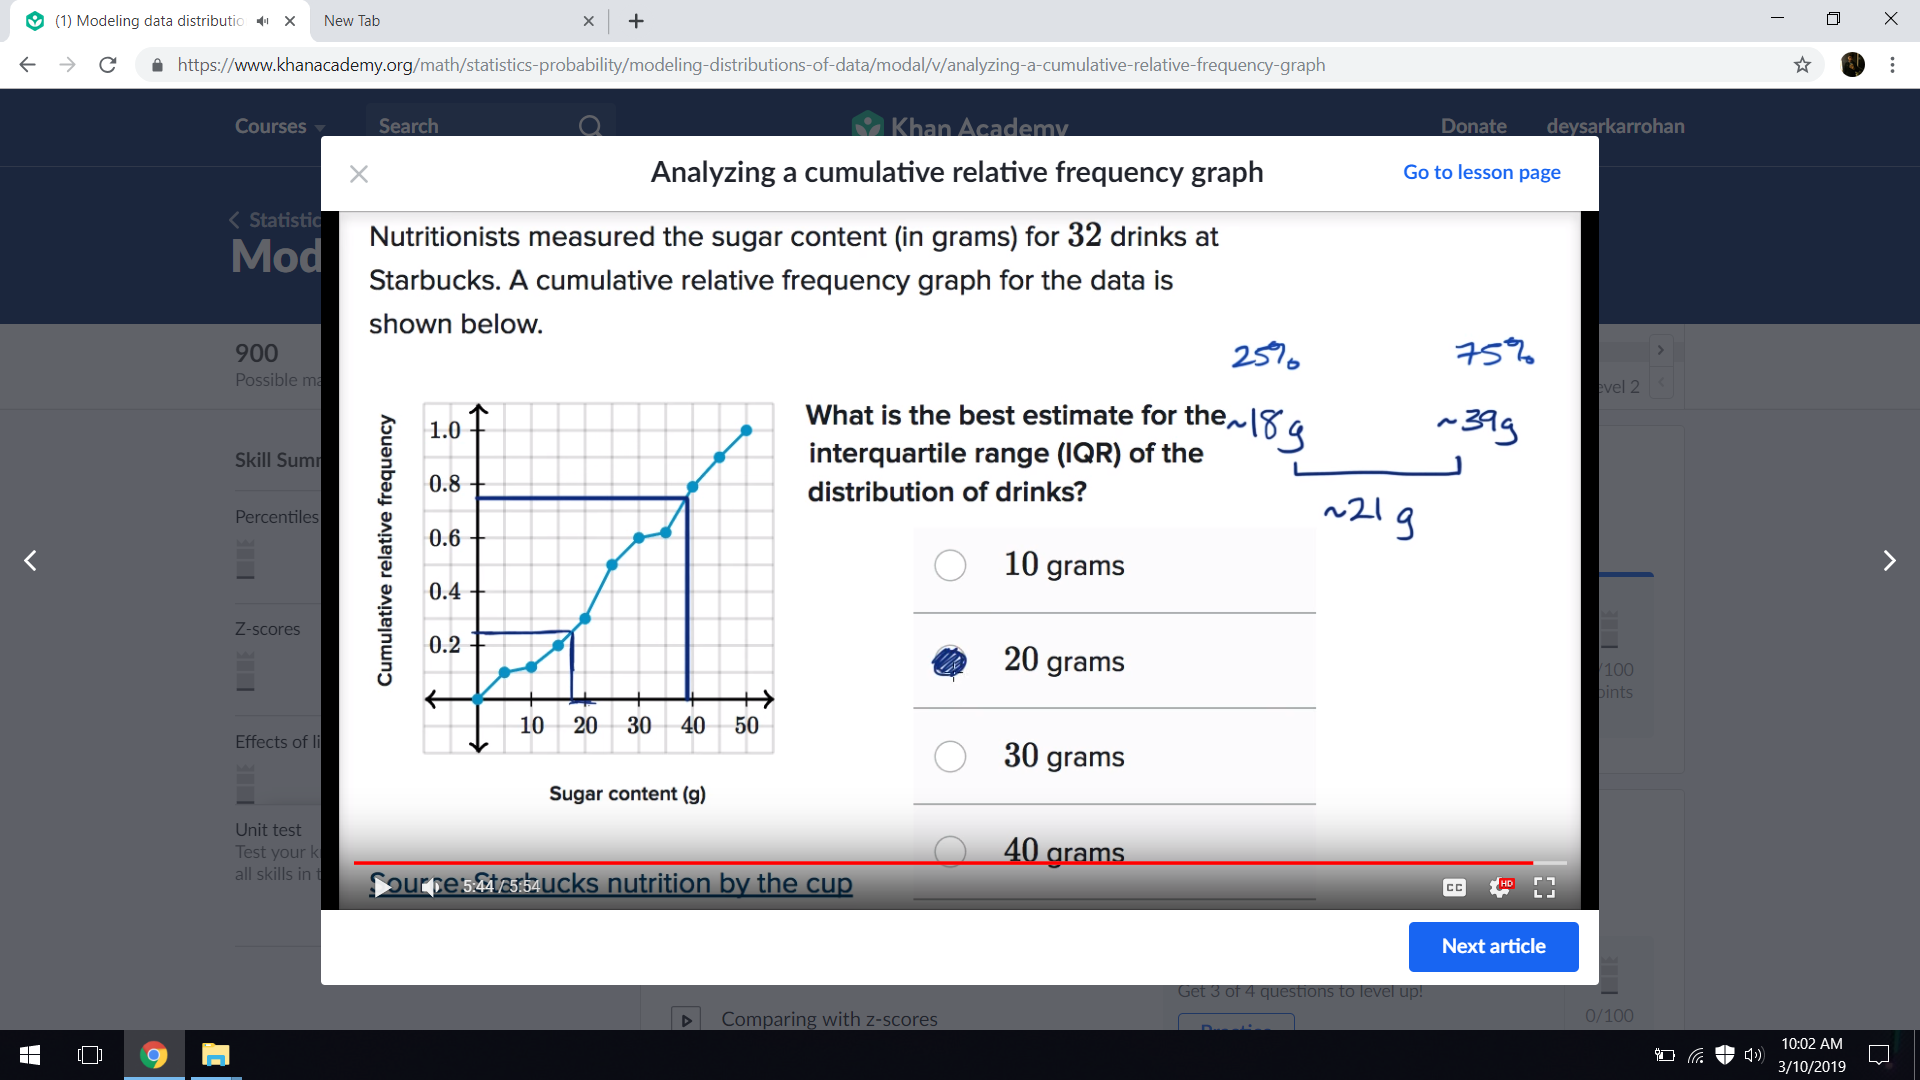 (1) Modeling data distributio
New Tab
https://www.khanacademy.org/math/statistics-probability/modeling-distributions-of-data/modal/v/analyzing-a-cumulative-relative-frequency-graph
Courses
Search
Khan Academy
Donate
deysarkarrohan
Analyzing a cumulative relative frequency graph
Go to lesson page
Statistic
Mod
900
Possible ma
Skill Summ
Percentiles
Z-scores
Effects of li
Unit test
Test your k
all skills in t
Nutritionists measured the sugar content (in grams) for 32 drinks at
Starbucks. A cumulative relative frequency graph for the data is
shown below.
25%
75%
~18g
~39g
~21 g
Cumulative relative frequency
1.0
0.8
0.6
0.4
0.2
10 20 30 40 50
Sugar content (g)
What is the best estimate for the
interquartile range (IQR) of the
distribution of drinks?
10 grams
20 grams
30 grams
40 grams
Source: Starbucks nutrition by the cup
5:44 / 5:54
CC
HD
evel 2
/100
oints
Next article
Get 3 of 4 questions to level up!
Comparing with z-scores
Practice
0/100
10:02 AM
3/10/2019